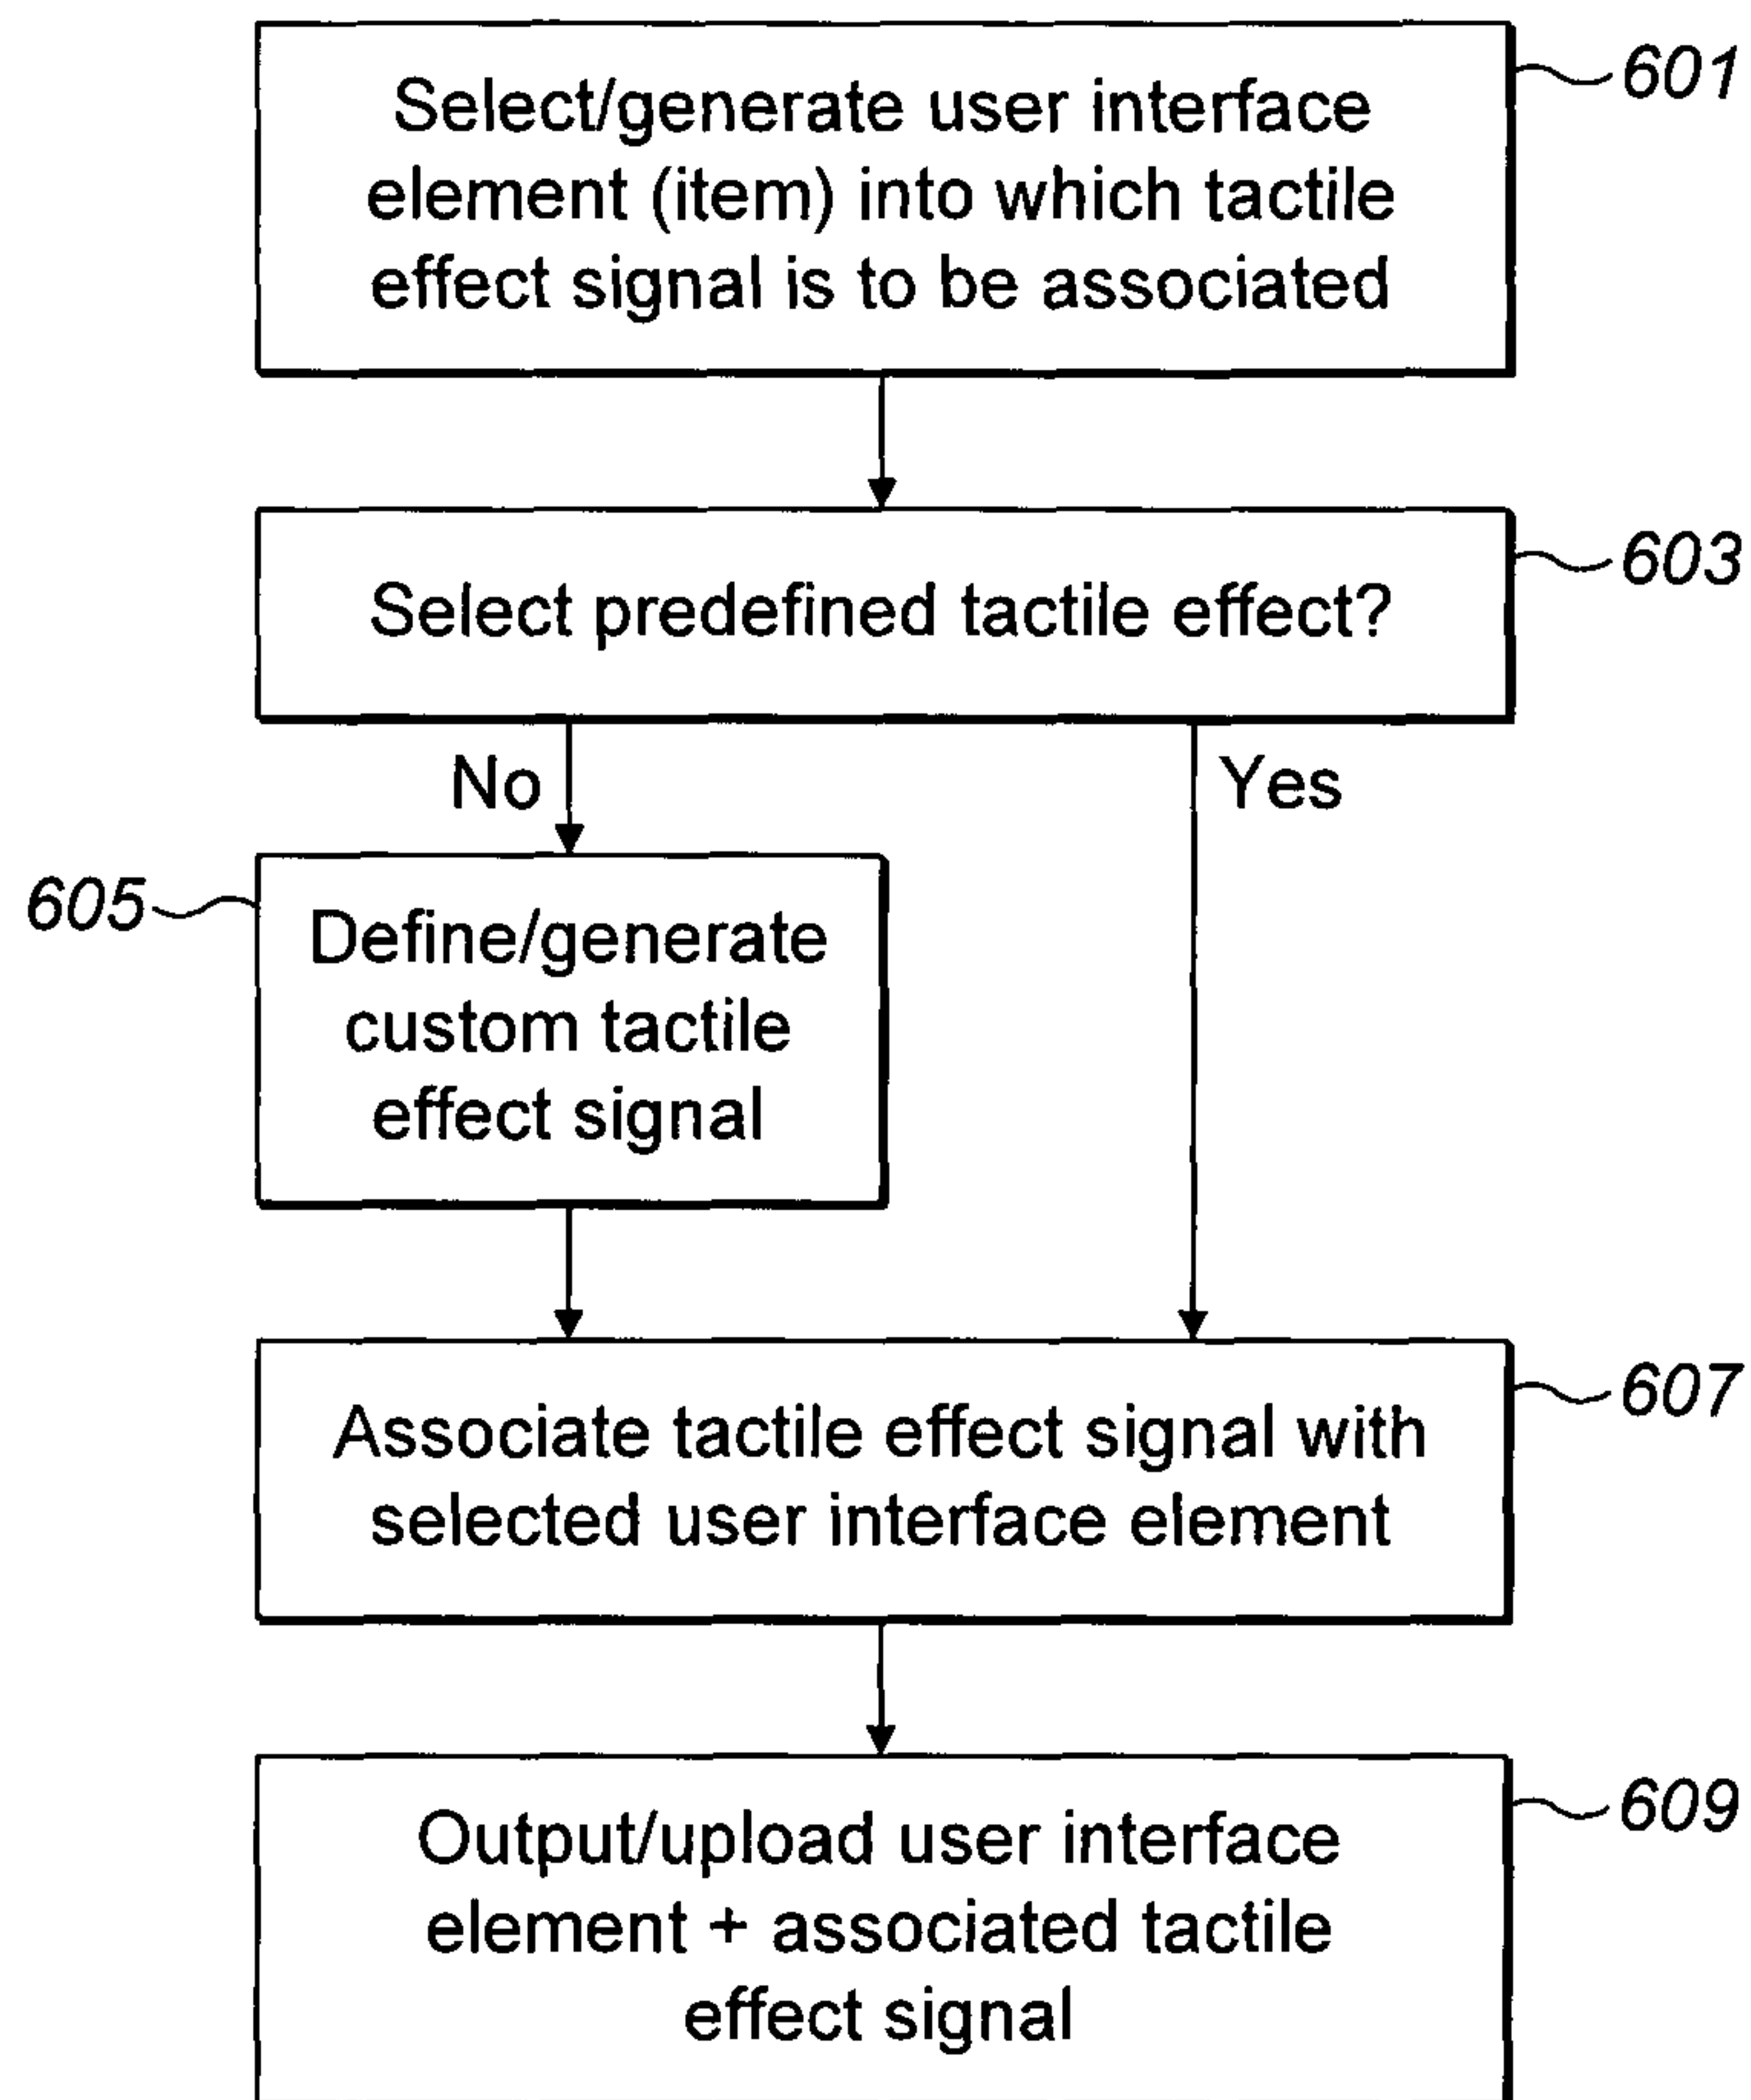 Select/generate user interface
element (item) into which tactile
effect signal is to be associated
601
Select predefined tactile effect?
603
No
Yes
605
Define/generate
custom tactile
effect signal
Associate tactile effect signal with
selected user interface element
607
Output/upload user interface
element + associated tactile
effect signal
609